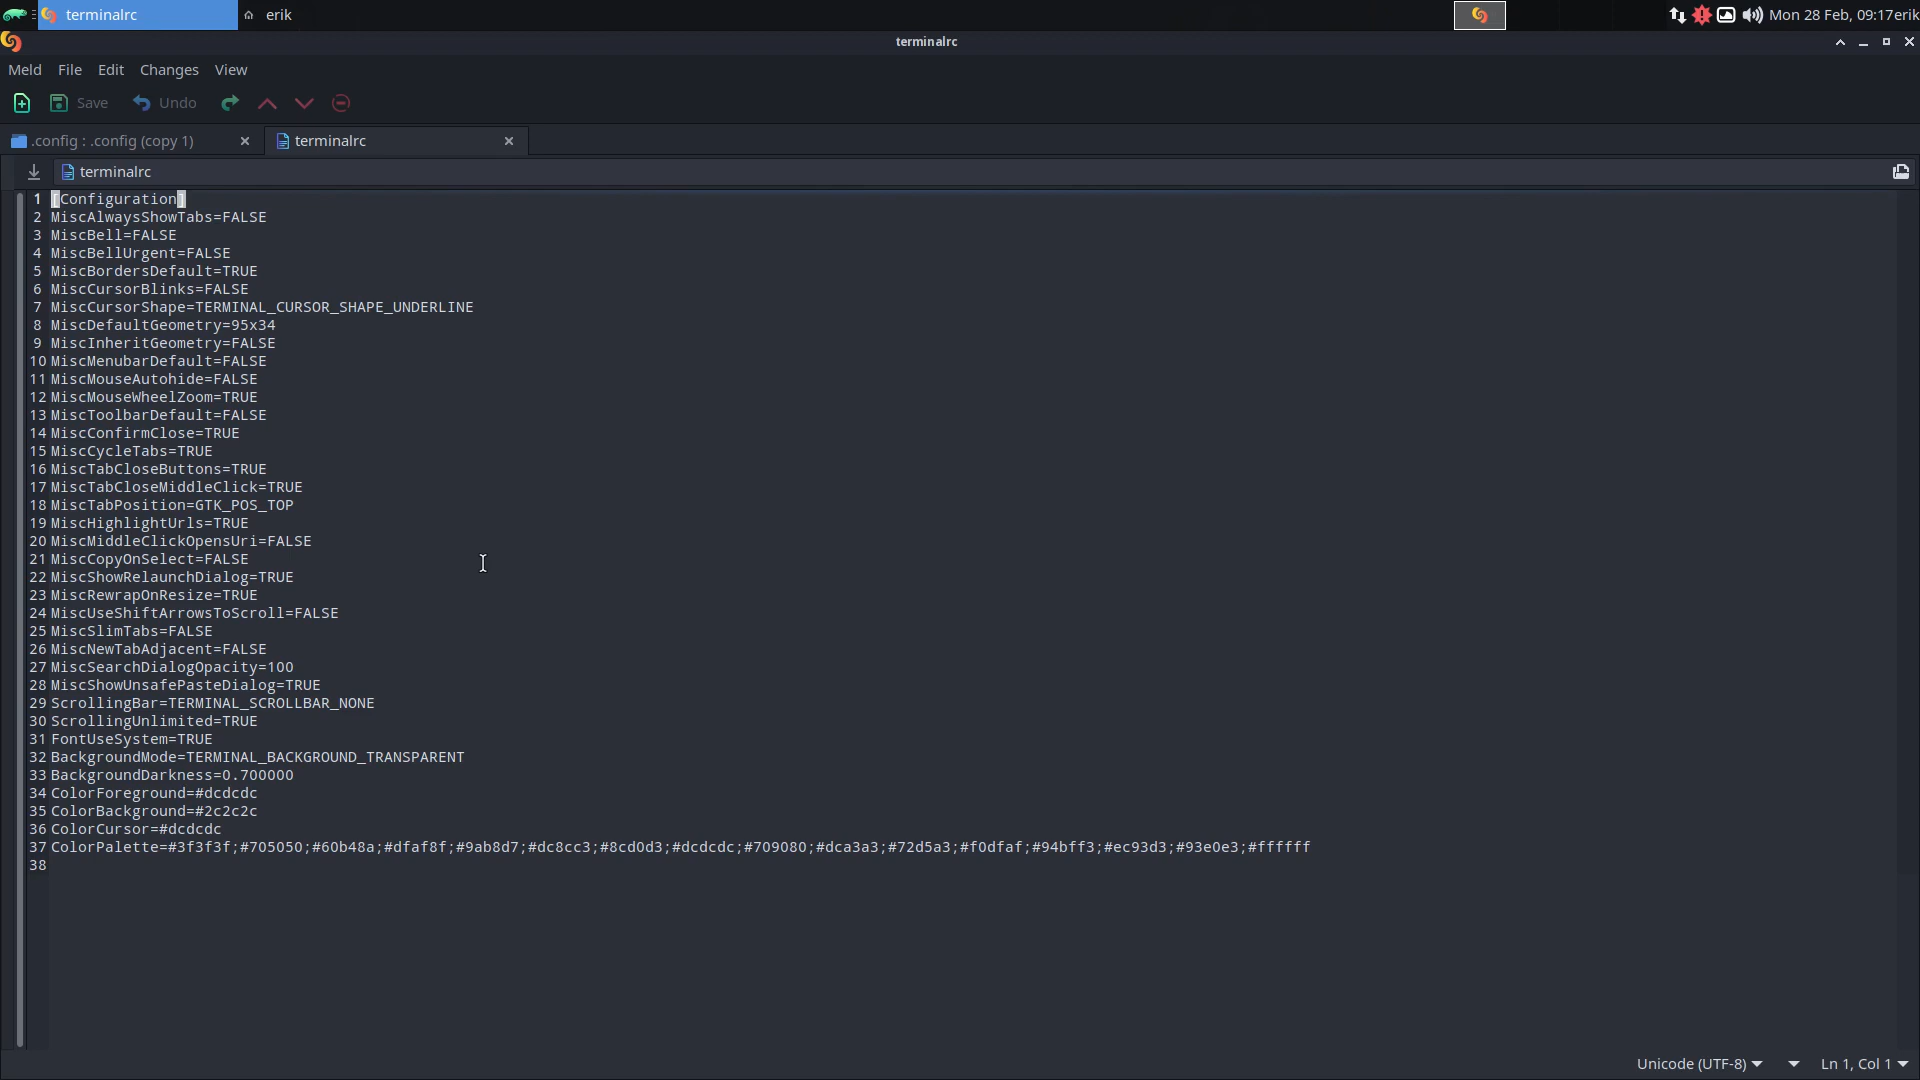 terminalrc
erik
Mon 28 Feb, 09:17erik
terminalrc
Meld File Edit Changes View
Save Undo
.config : .config (copy 1)
terminalrc
terminalrc
1 [Configuration]
2 MiscAlwaysShowTabs=FALSE
3 MiscBell=FALSE
4 MiscBellUrgent=FALSE
5 MiscBordersDefault=TRUE
6 MiscCursorBlinks=FALSE
7 MiscCursorShape=TERMINAL_CURSOR_SHAPE_UNDERLINE
8 MiscDefaultGeometry=95x34
9 MiscInheritGeometry=FALSE
10 MiscMenubarDefault=FALSE
11 MiscMouseAutohide=FALSE
12 MiscMouseWheelZoom=TRUE
13 MiscToolbarDefault=FALSE
14 MiscConfirmClose=TRUE
15 MiscCycleTabs=TRUE
16 MiscTabCloseButtons=TRUE
17 MiscTabCloseMiddleClick=TRUE
18 MiscTabPosition=GTK_POS_TOP
19 MiscHighlightUrls=TRUE
20 MiscMiddleClickOpensUri=FALSE
21 MiscCopyOnSelect=FALSE
22 MiscShowRelaunchDialog=TRUE
23 MiscRewrapOnResize=TRUE
24 MiscUseShiftArrowsToScroll=FALSE
25 MiscSlimTabs=FALSE
26 MiscNewTabAdjacent=FALSE
27 MiscSearchDialogOpacity=100
28 MiscShowUnsafePasteDialog=TRUE
29 ScrollingBar=TERMINAL_SCROLLBAR_NONE
30 ScrollingUnlimited=TRUE
31 FontUseSystem=TRUE
32 BackgroundMode=TERMINAL_BACKGROUND_TRANSPARENT
33 BackgroundDarkness=0.700000
34 ColorForeground=#dcdcdc
35 ColorBackground=#2c2c2c
36 ColorCursor=#dcdcdc
37 ColorPalette=#3f3f3f;#705050;#60b48a;#dfaf8f;#9ab8d7;#dc8cc3;#8cd0d3;#dcdcdc;#709080;#dca3a3;#72d5a3;#f0dfaf;#94bff3;#ec93d3;#93e0e3;#ffffff
38
Unicode (UTF-8)
Ln 1, Col 1